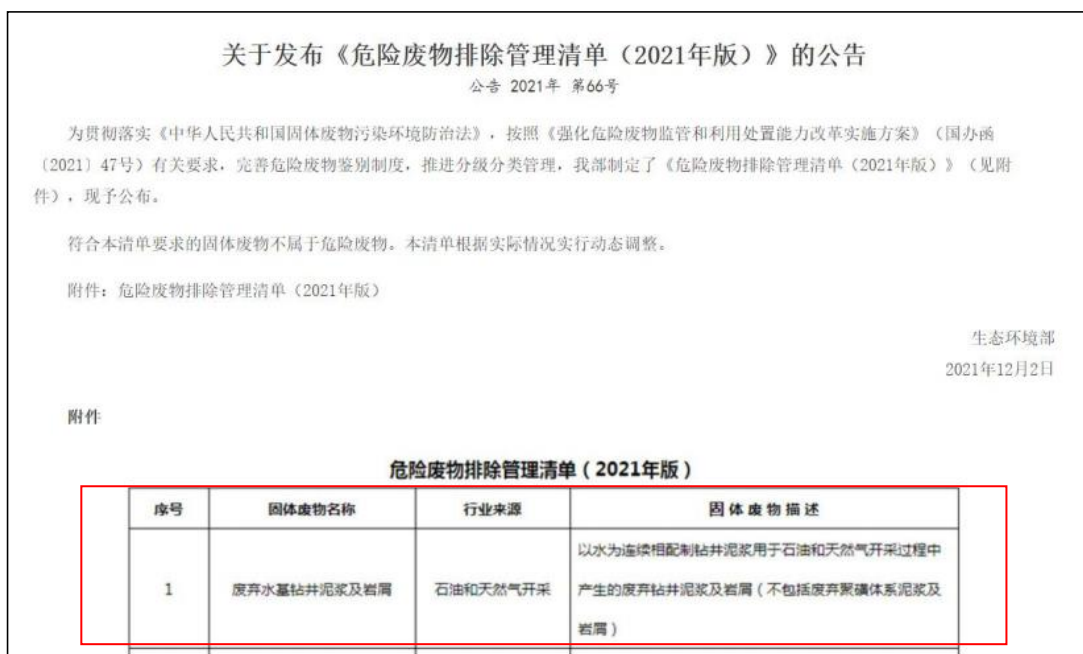 关于发布《危险废物排除管理清单（2021年版）》的公告
公告 2021年 第66号
为贯彻落实《中华人民共和国固体废物污染环境防治法》，按照《强化危险废物监管和利用处置能力改革实施方案》（国办函
〔2021〕47号）有关要求，完善危险废物鉴别制度，推进分级分类管理，我部制定了《危险废物排除管理清单（2021年版）》（见附
件），现予公布。
符合本清单要求的固体废物不属于危险废物。本清单根据实际情况实行动态调整。
附件：危险废物排除管理清单（2021年版）
生态环境部
2021年12月2日
附件
危险废物排除管理清单（2021年版）
序号 固体废物名称 行业来源 固体废物描述
以水为连续相配制钻井泥浆用于石油和天然气开采过程中
1 废弃水基钻井泥浆及岩屑 石油和天然气开采 产生的废弃钻井泥浆及岩屑（不包括废弃聚磺体系泥浆及
岩屑）